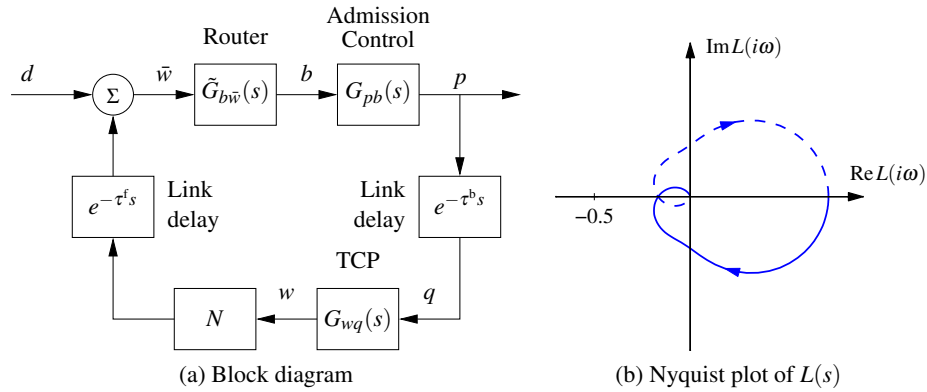 Router
Admission
Control
d
Σ
w̄
G̃_{bw̄}(s)
b
G_{pb}(s)
p
e^{−τ^f s}
Link
delay
Link
delay
e^{−τ^b s}
TCP
N
w
G_{wq}(s)
q
(a) Block diagram
Im L(iω)
Re L(iω)
−0.5
(b) Nyquist plot of L(s)